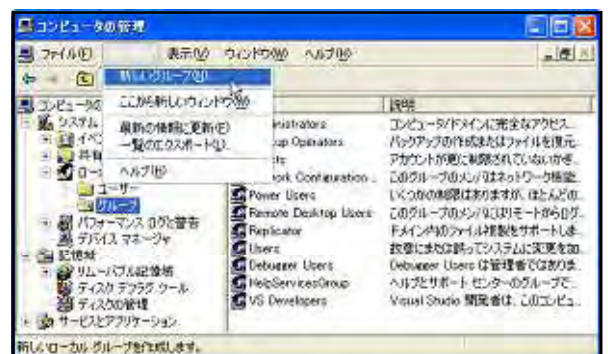 コンピュータの管理
ファイル(F) 表示(V) ウィンドウ(W) ヘルプ(H)
新しいグループ(N)...
ここから新しいウィンドウ(W)
最新の情報に更新(E)
一覧のエクスポート(L)...
ヘルプ(H)
コンピュータの
システム
イベン
共有
ロー
ユーザー
グループ
パフォーマンス ログと警告
デバイス マネージャ
記憶域
リムーバブル記憶域
ディスク デフラグ ツール
ディスクの管理
サービスとアプリケーション
説明
inistrators コンピュータ/ドメインに完全なアクセス...
up Operators バックアップの作成またはファイルを復元...
ts アカウントが更に制限されていないかぎ...
ork Configuration... このグループのメンバはネットワーク機能...
Power Users いくつかの制限はありますが、ほとんどの...
Remote Desktop Users このグループのメンバにはリモートからログ...
Replicator ドメイン内のファイル複製をサポートしま
Users 故意にまたは誤ってシステムに変更を加...
Debugger Users Debugger Users は管理者ではありま...
HelpServicesGroup ヘルプとサポート センターのグループで...
VS Developers Visual Studio 開発者は、このコンピュ...
新しいローカル グループを作成します。